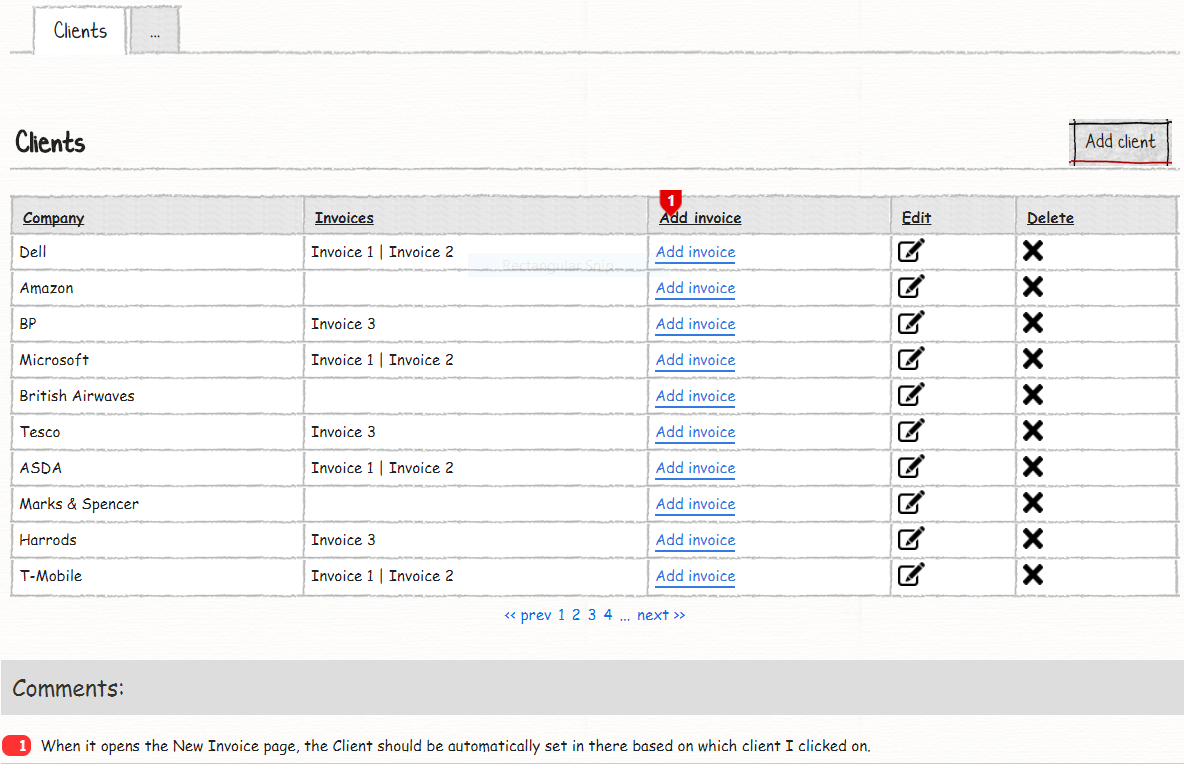 Clients ...
Clients Add client
1
Company Invoices Add invoice Edit Delete
Dell Invoice 1 | Invoice 2 Add invoice
Rectangular Snip
Amazon Add invoice
BP Invoice 3 Add invoice
Microsoft Invoice 1 | Invoice 2 Add invoice
British Airwaves Add invoice
Tesco Invoice 3 Add invoice
ASDA Invoice 1 | Invoice 2 Add invoice
Marks & Spencer Add invoice
Harrods Invoice 3 Add invoice
T-Mobile Invoice 1 | Invoice 2 Add invoice
<< prev 1 2 3 4 ... next >>
Comments:
1 When it opens the New Invoice page, the Client should be automatically set in there based on which client I clicked on.